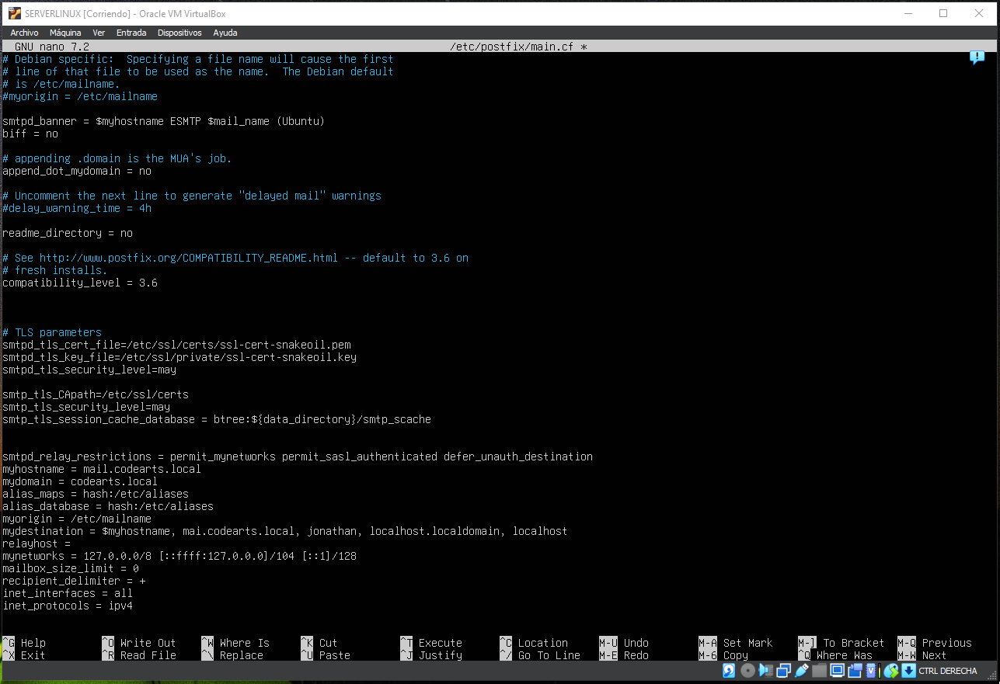 SERVERLINUX [Corriendo] - Oracle VM VirtualBox
Archivo Máquina Ver Entrada Dispositivos Ayuda
GNU nano 7.2 /etc/postfix/main.cf *
# Debian specific:  Specifying a file name will cause the first
# line of that file to be used as the name.  The Debian default
# is /etc/mailname.
#myorigin = /etc/mailname
smtpd_banner = $myhostname ESMTP $mail_name (Ubuntu)
biff = no
# appending .domain is the MUA's job.
append_dot_mydomain = no
# Uncomment the next line to generate "delayed mail" warnings
#delay_warning_time = 4h
readme_directory = no
# See http://www.postfix.org/COMPATIBILITY_README.html -- default to 3.6 on
# fresh installs.
compatibility_level = 3.6
# TLS parameters
smtpd_tls_cert_file=/etc/ssl/certs/ssl-cert-snakeoil.pem
smtpd_tls_key_file=/etc/ssl/private/ssl-cert-snakeoil.key
smtpd_tls_security_level=may
smtp_tls_CApath=/etc/ssl/certs
smtp_tls_security_level=may
smtp_tls_session_cache_database = btree:${data_directory}/smtp_scache
smtpd_relay_restrictions = permit_mynetworks permit_sasl_authenticated defer_unauth_destination
myhostname = mail.codearts.local
mydomain = codearts.local
alias_maps = hash:/etc/aliases
alias_database = hash:/etc/aliases
myorigin = /etc/mailname
mydestination = $myhostname, mai.codearts.local, jonathan, localhost.localdomain, localhost
relayhost =
mynetworks = 127.0.0.0/8 [::ffff:127.0.0.0]/104 [::1]/128
mailbox_size_limit = 0
recipient_delimiter = +
inet_interfaces = all
inet_protocols = ipv4
^G Help ^O Write Out ^W Where Is ^K Cut ^T Execute ^C Location M-U Undo M-A Set Mark M-] To Bracket M-Q Previous
^X Exit ^R Read File ^\ Replace ^U Paste ^J Justify ^/ Go To Line M-E Redo M-6 Copy ^Q Where Was M-W Next
CTRL DERECHA